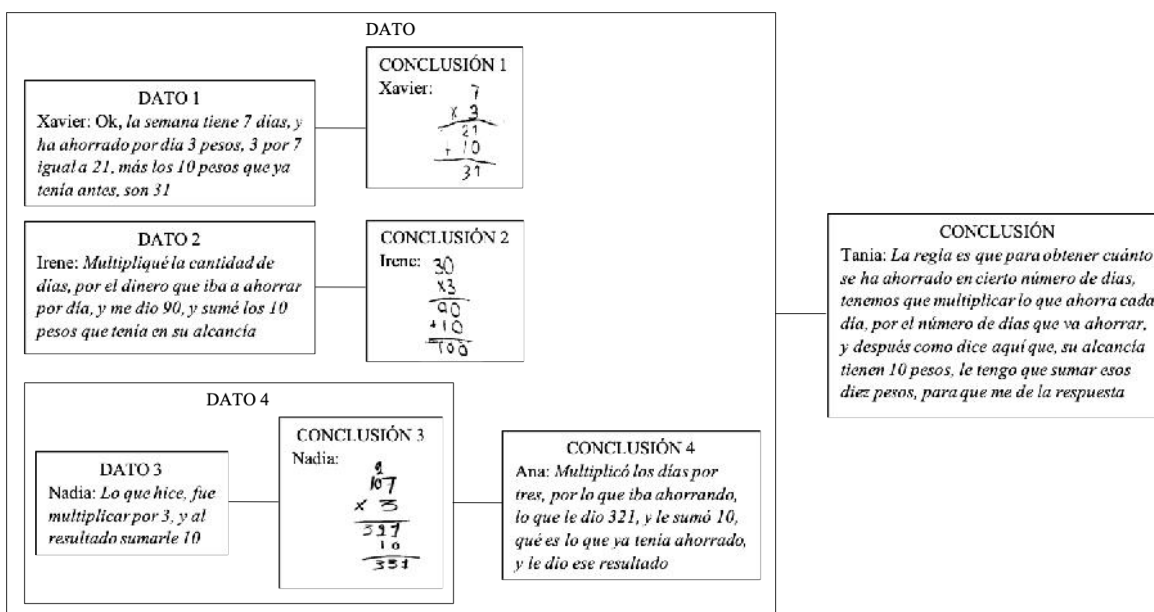 DATO
DATO 1
Xavier: Ok, la semana tiene 7 días, y
ha ahorrado por día 3 pesos, 3 por 7
igual a 21, más los 10 pesos que ya
tenía antes, son 31
CONCLUSIÓN 1
Xavier:
7
x 3
21
+ 10
31
DATO 2
Irene: Multipliqué la cantidad de
días, por el dinero que iba a ahorrar
por día, y me dio 90, y sumé los 10
pesos que tenía en su alcancía
CONCLUSIÓN 2
Irene:
30
x3
90
+10
100
DATO 4
DATO 3
Nadia: Lo que hice, fue
multiplicar por 3, y al
resultado sumarle 10
CONCLUSIÓN 3
Nadia:
2
107
x 3
321
10
331
CONCLUSIÓN 4
Ana: Multiplicó los días por
tres, por lo que iba ahorrando,
lo que le dio 321, y le sumó 10,
qué es lo que ya tenía ahorrado,
y le dio ese resultado
CONCLUSIÓN
Tania: La regla es que para obtener cuánto
se ha ahorrado en cierto número de días,
tenemos que multiplicar lo que ahorra cada
día, por el número de días que va ahorrar,
y después como dice aquí que, su alcancía
tienen 10 pesos, le tengo que sumar esos
diez pesos, para que me de la respuesta